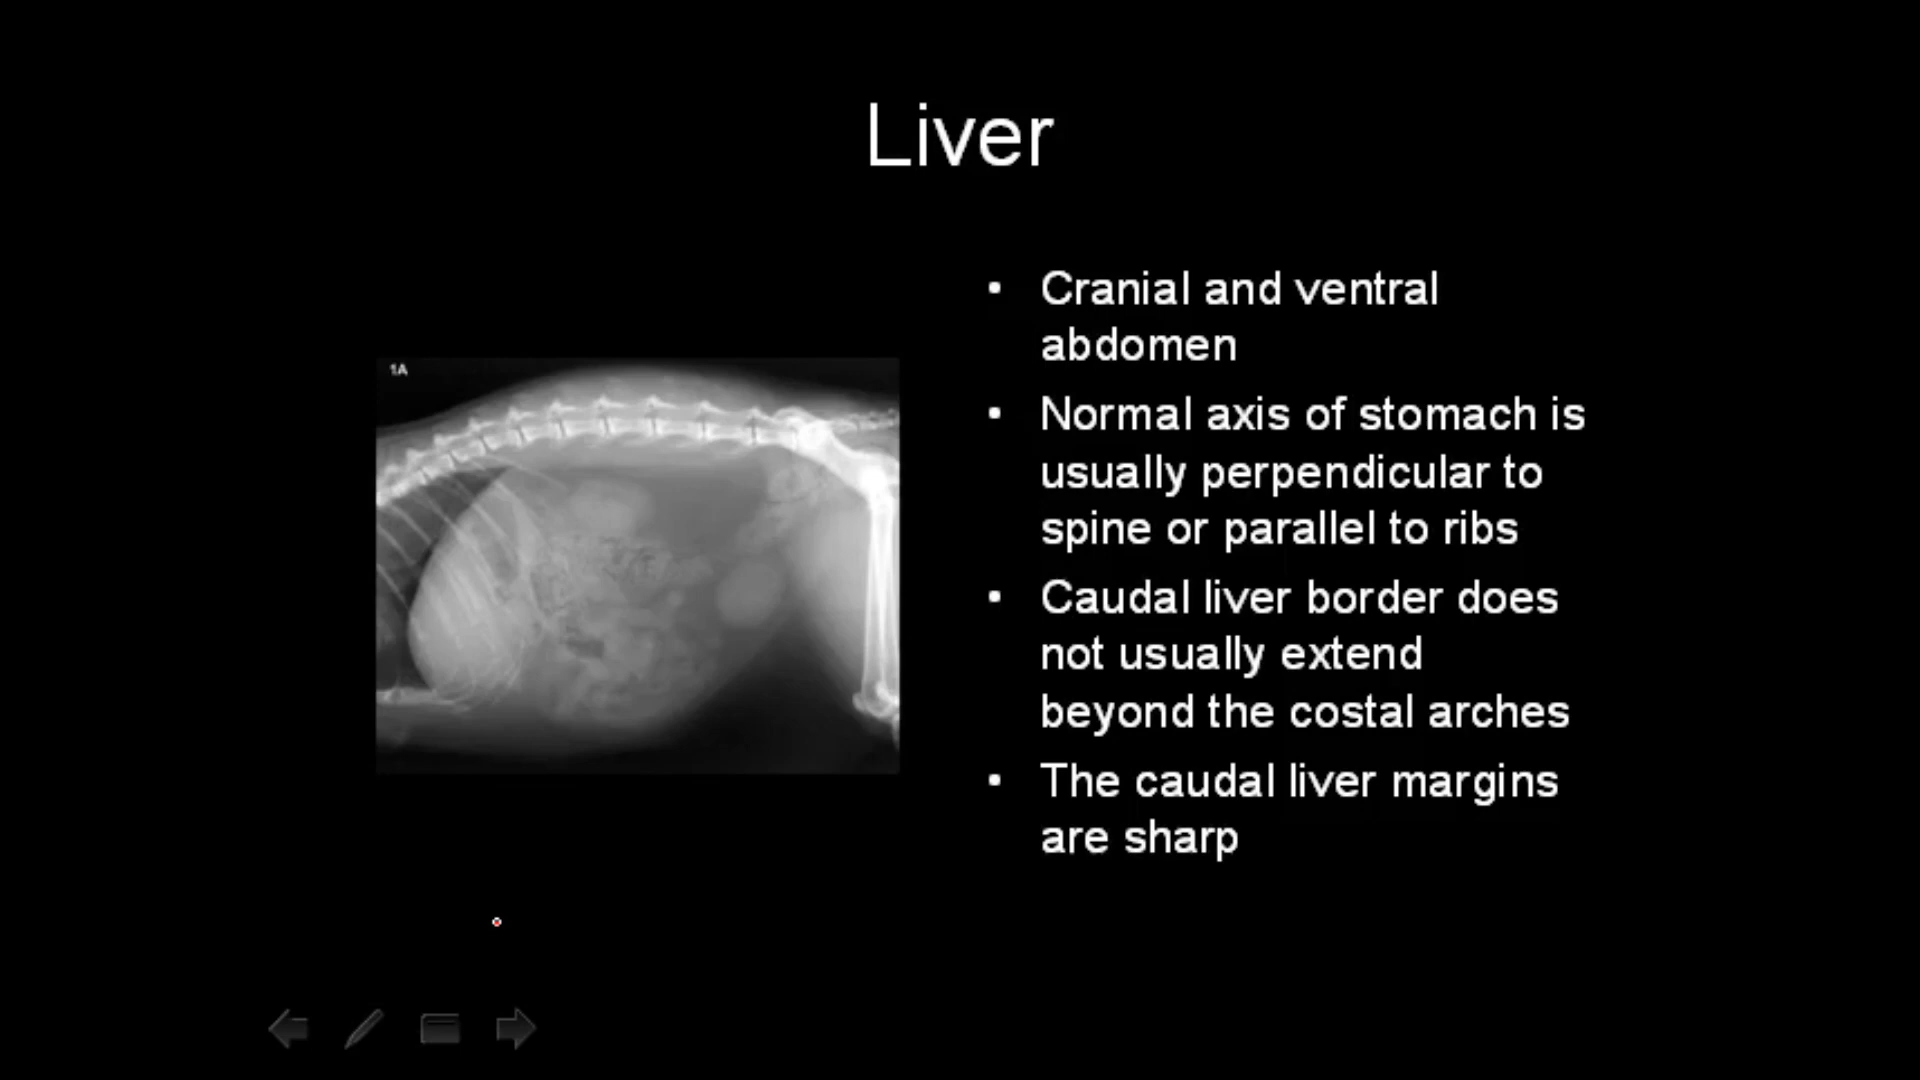 Liver
1A
• Cranial and ventral
abdomen
• Normal axis of stomach is
usually perpendicular to
spine or parallel to ribs
• Caudal liver border does
not usually extend
beyond the costal arches
• The caudal liver margins
are sharp